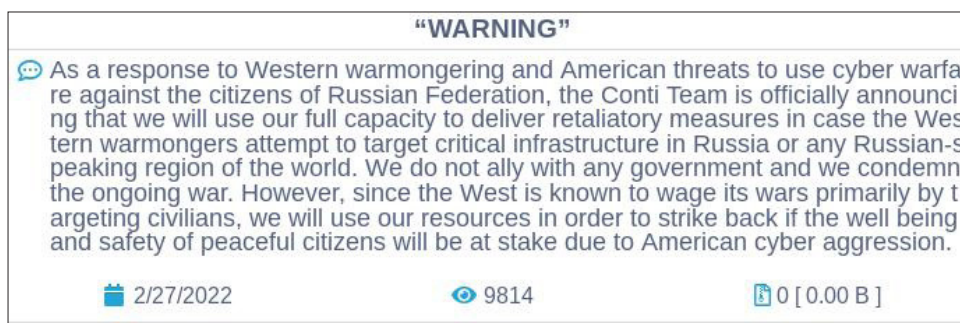 “WARNING”
As a response to Western warmongering and American threats to use cyber warfa
re against the citizens of Russian Federation, the Conti Team is officially announci
ng that we will use our full capacity to deliver retaliatory measures in case the Wes
tern warmongers attempt to target critical infrastructure in Russia or any Russian-s
peaking region of the world. We do not ally with any government and we condemn
the ongoing war. However, since the West is known to wage its wars primarily by t
argeting civilians, we will use our resources in order to strike back if the well being
and safety of peaceful citizens will be at stake due to American cyber aggression.
2/27/2022 9814 0 [ 0.00 B ]